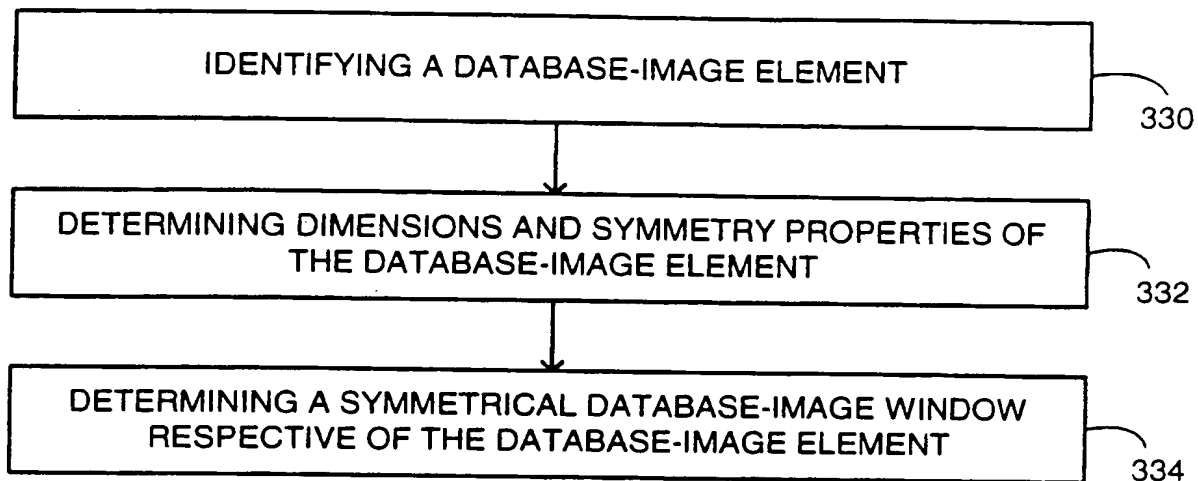 IDENTIFYING A DATABASE-IMAGE ELEMENT
330
DETERMINING DIMENSIONS AND SYMMETRY PROPERTIES OF
THE DATABASE-IMAGE ELEMENT
332
DETERMINING A SYMMETRICAL DATABASE-IMAGE WINDOW
RESPECTIVE OF THE DATABASE-IMAGE ELEMENT
334